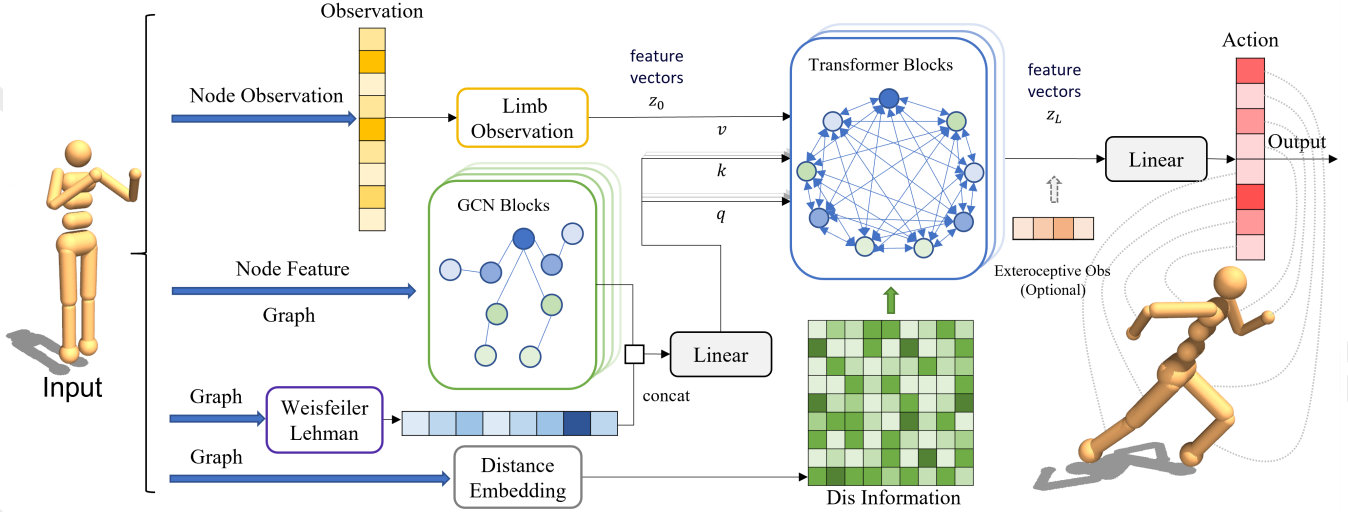 Observation
Node Observation
Limb
Observation
feature
vectors
z0
v
k
q
Transformer Blocks
feature
vectors
zL
Action
Linear
Output
GCN Blocks
Node Feature
Graph
Exteroceptive Obs
(Optional)
Linear
concat
Input
Graph
Weisfeiler
Lehman
Graph
Distance
Embedding
Dis Information